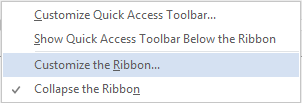 Customize Quick Access Toolbar...
Show Quick Access Toolbar Below the Ribbon
Customize the Ribbon...
Collapse the Ribbon